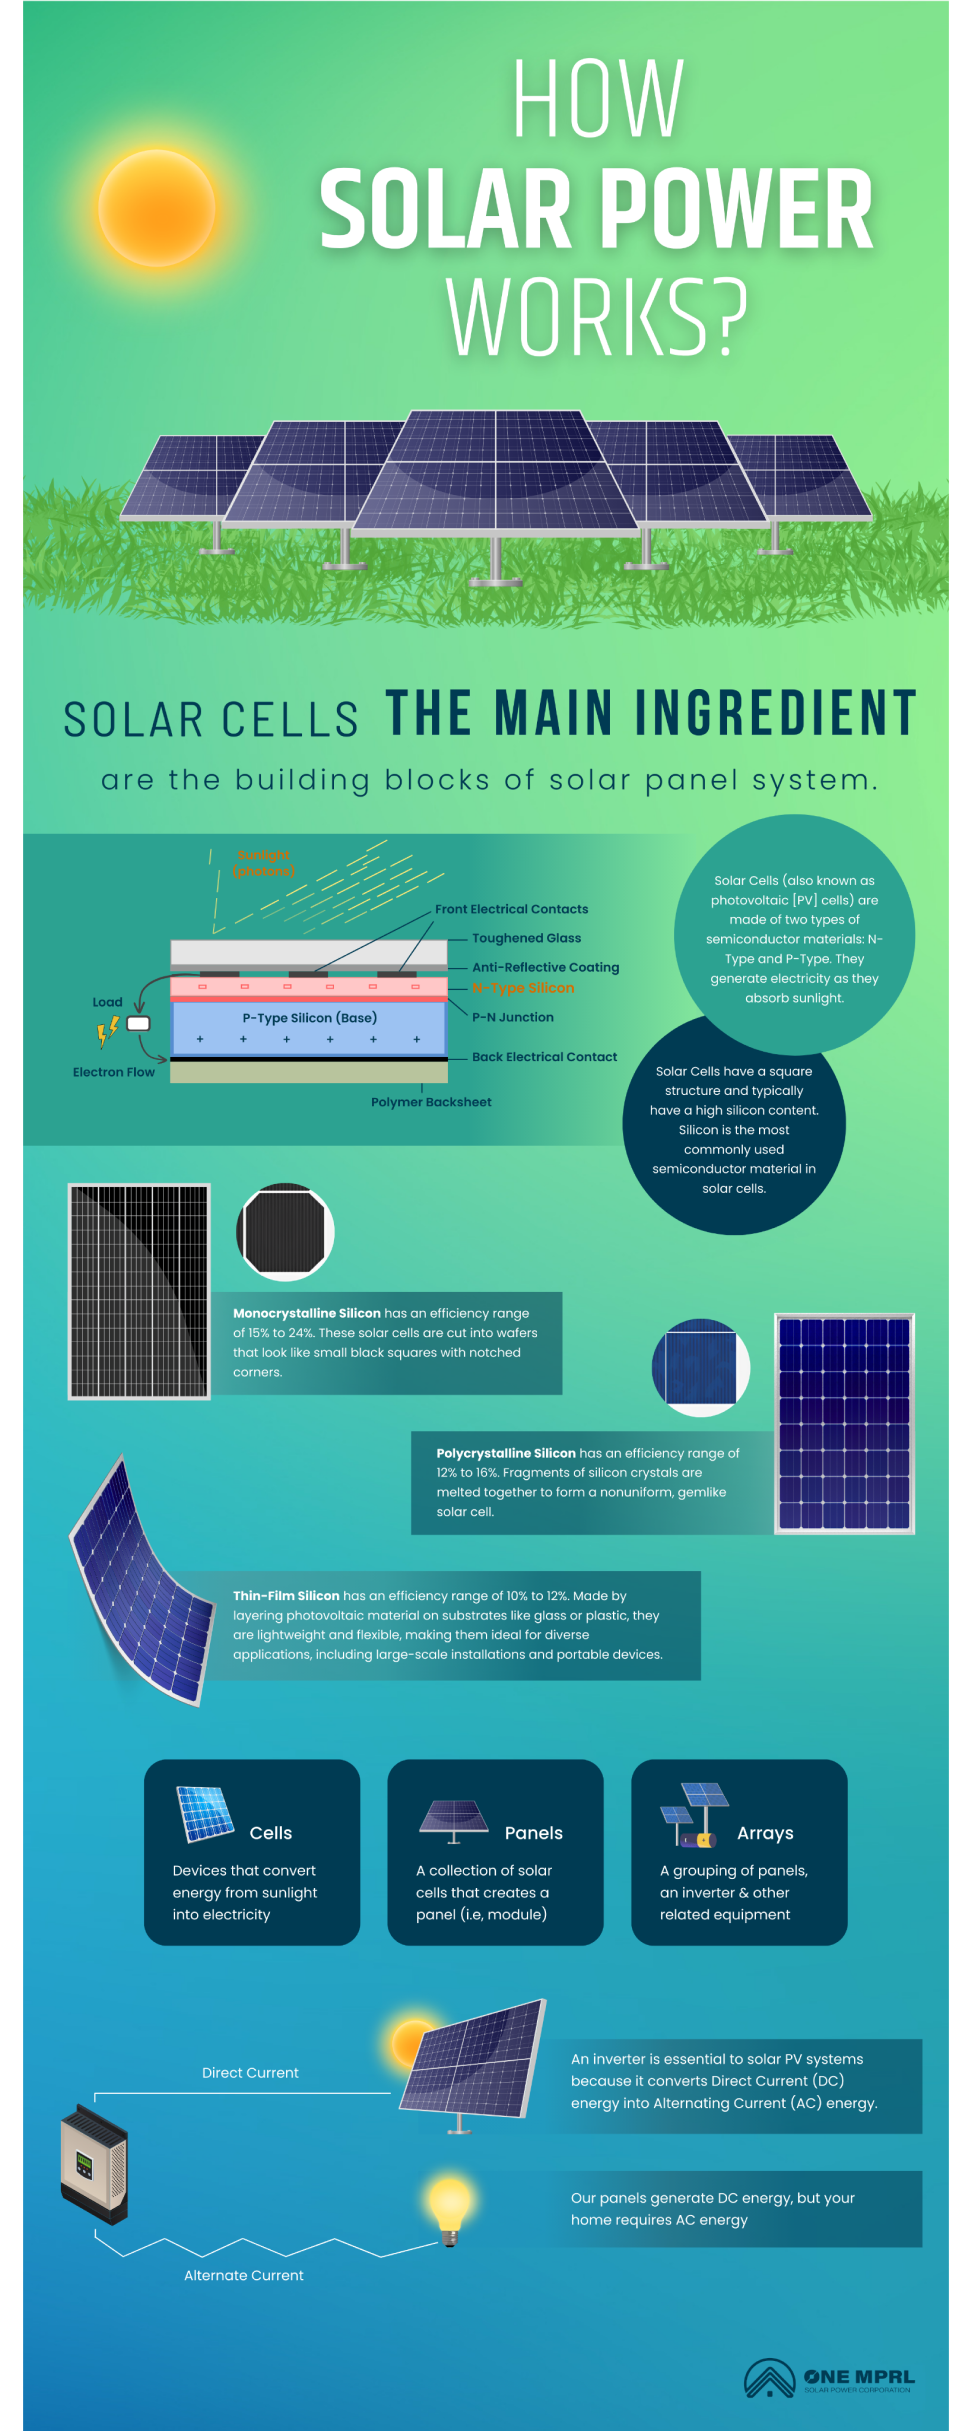 HOW
SOLAR POWER
WORKS?
SOLAR CELLS THE MAIN INGREDIENT
are the building blocks of solar panel system.
Sunlight
(photons)
Front Electrical Contacts
Toughened Glass
Anti-Reflective Coating
N-Type Silicon
P-N Junction
P-Type Silicon (Base)
+ + + + + +
Load
Electron Flow
Back Electrical Contact
Polymer Backsheet
Solar Cells (also known as
photovoltaic [PV] cells) are
made of two types of
semiconductor materials: N-
Type and P-Type. They
generate electricity as they
absorb sunlight.
Solar Cells have a square
structure and typically
have a high silicon content.
Silicon is the most
commonly used
semiconductor material in
solar cells.
Monocrystalline Silicon has an efficiency range
of 15% to 24%. These solar cells are cut into wafers
that look like small black squares with notched
corners.
Polycrystalline Silicon has an efficiency range of
12% to 16%. Fragments of silicon crystals are
melted together to form a nonuniform, gemlike
solar cell.
Thin-Film Silicon has an efficiency range of 10% to 12%. Made by
layering photovoltaic material on substrates like glass or plastic, they
are lightweight and flexible, making them ideal for diverse
applications, including large-scale installations and portable devices.
Cells
Devices that convert
energy from sunlight
into electricity
Panels
A collection of solar
cells that creates a
panel (i.e, module)
Arrays
A grouping of panels,
an inverter & other
related equipment
Direct Current
An inverter is essential to solar PV systems
because it converts Direct Current (DC)
energy into Alternating Current (AC) energy.
Our panels generate DC energy, but your
home requires AC energy
Alternate Current
ONE MPRL
SOLAR POWER CORPORATION